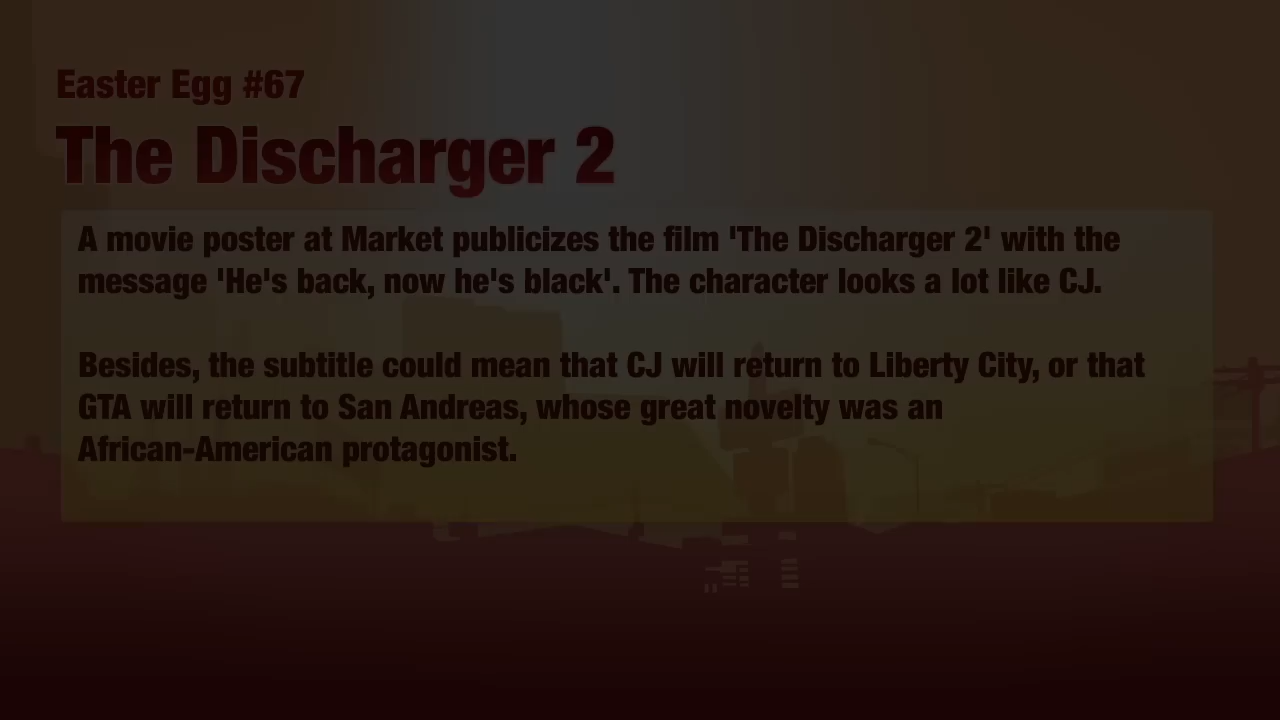 Easter Egg #67
The Discharger 2
A movie poster at Market publicizes the film 'The Discharger 2' with the
message 'He's back, now he's black'. The character looks a lot like CJ.
Besides, the subtitle could mean that CJ will return to Liberty City, or that
GTA will return to San Andreas, whose great novelty was an
African-American protagonist.